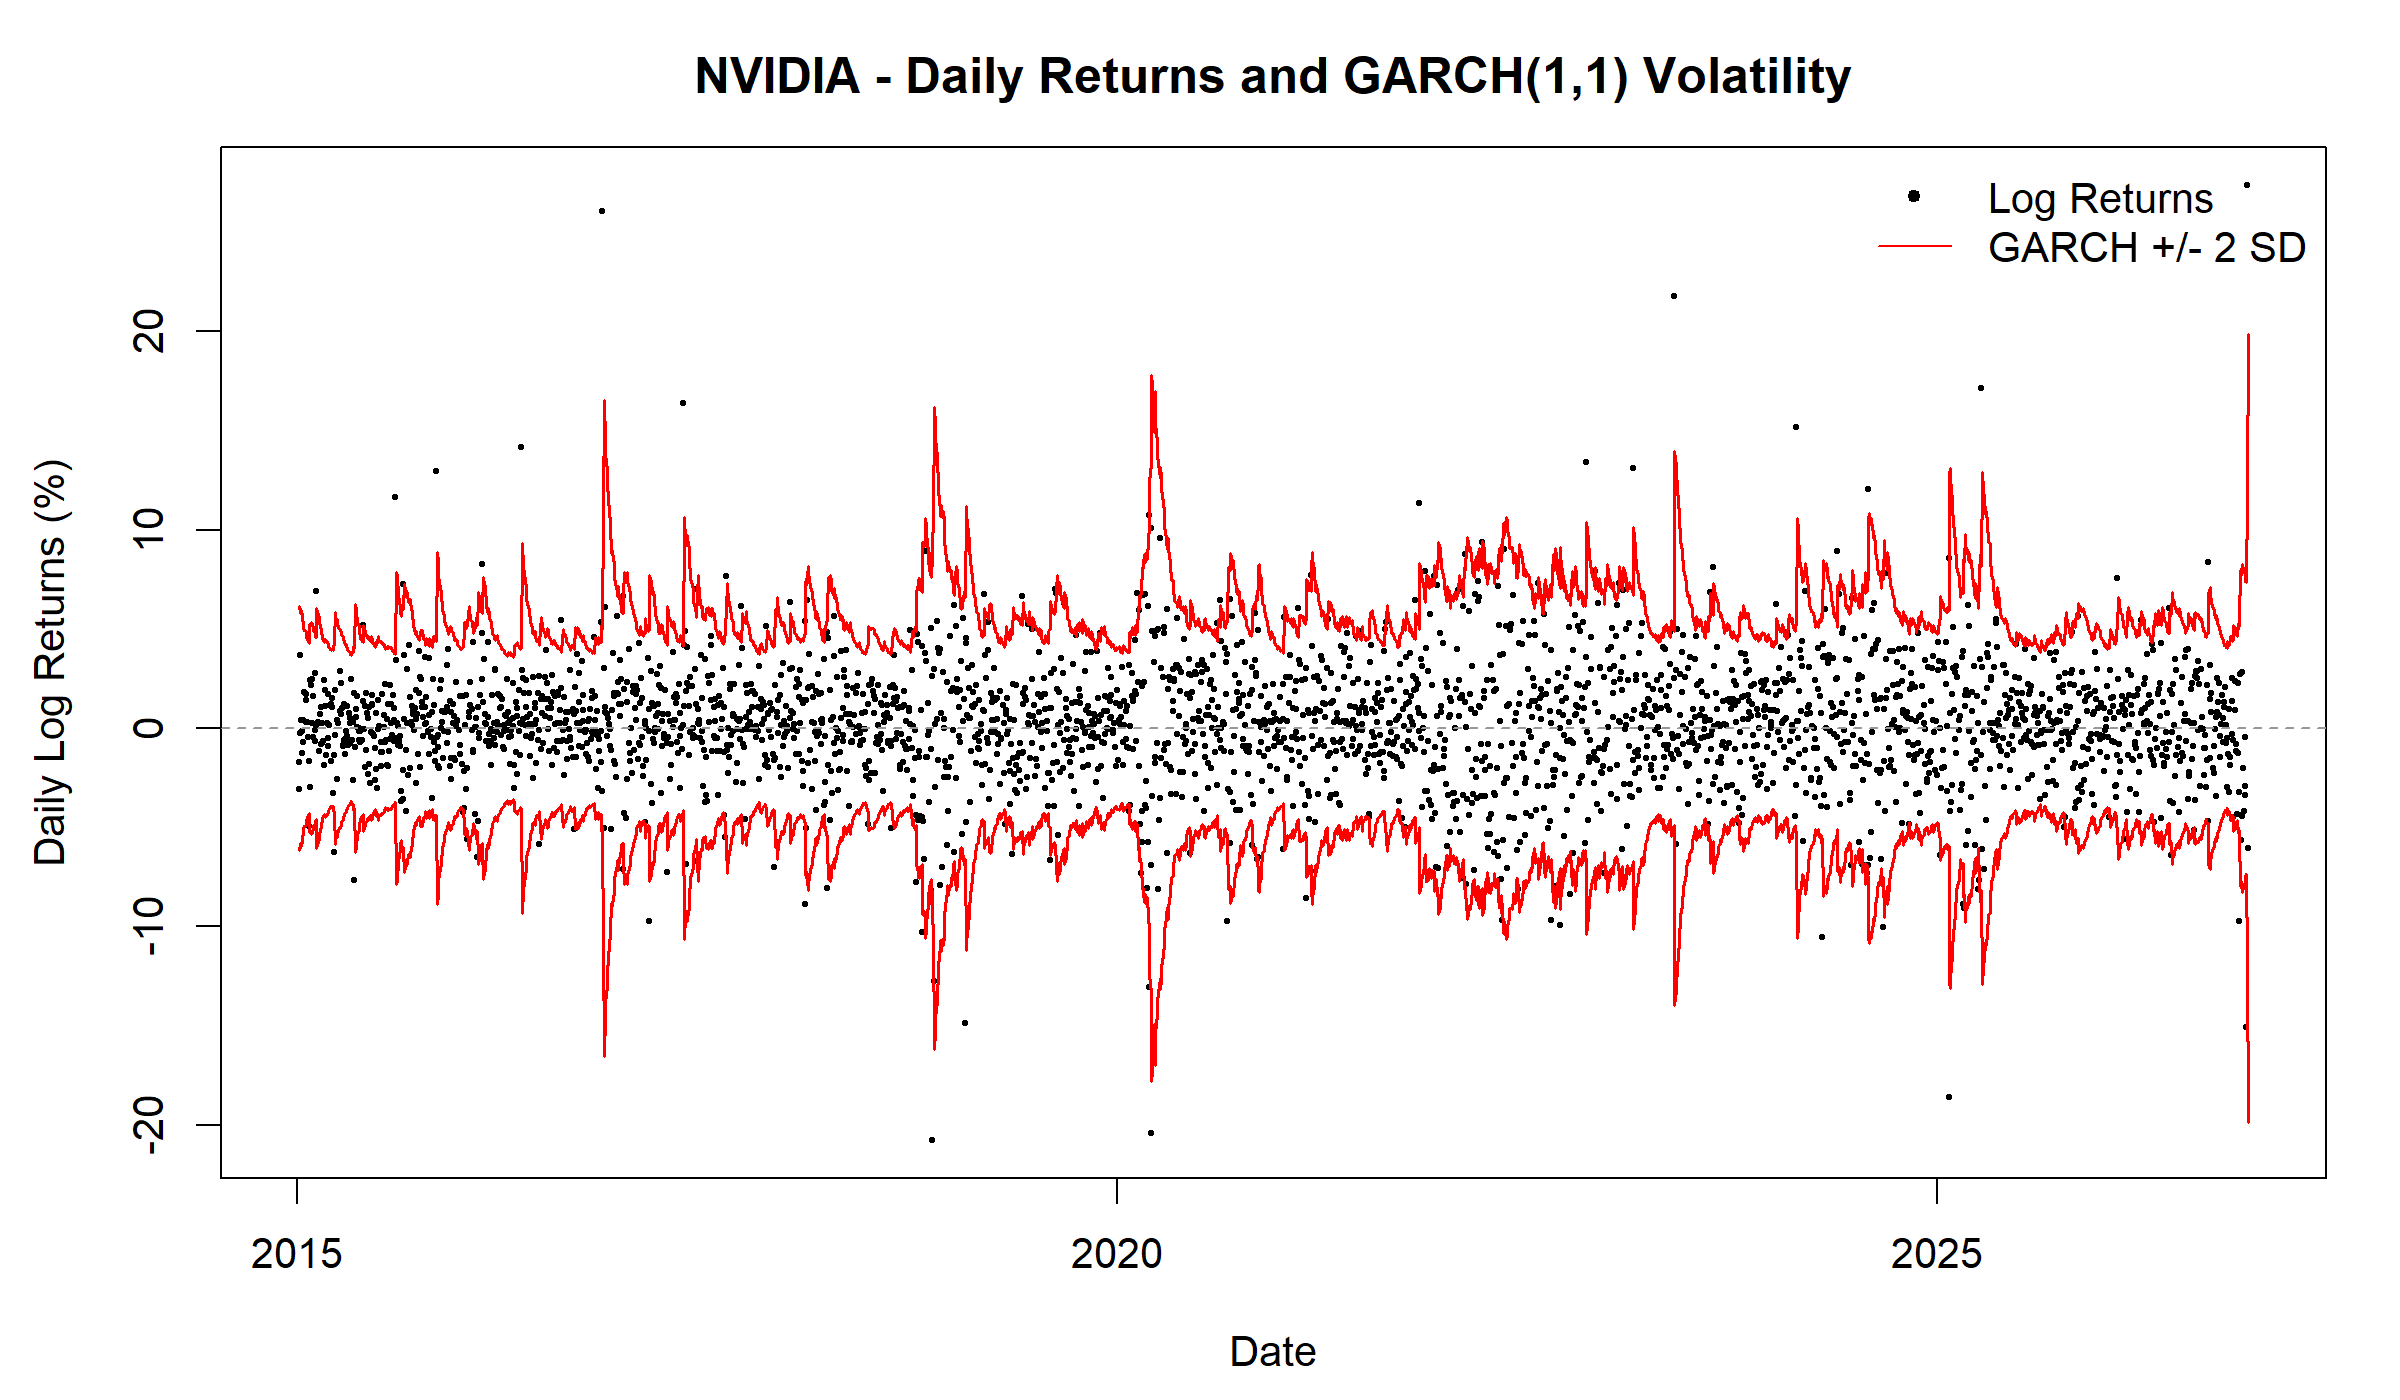 NVIDIA - Daily Returns and GARCH(1,1) Volatility
Log Returns
GARCH +/- 2 SD
Daily Log Returns (%)
20
10
0
-10
-20
2015
2020
2025
Date